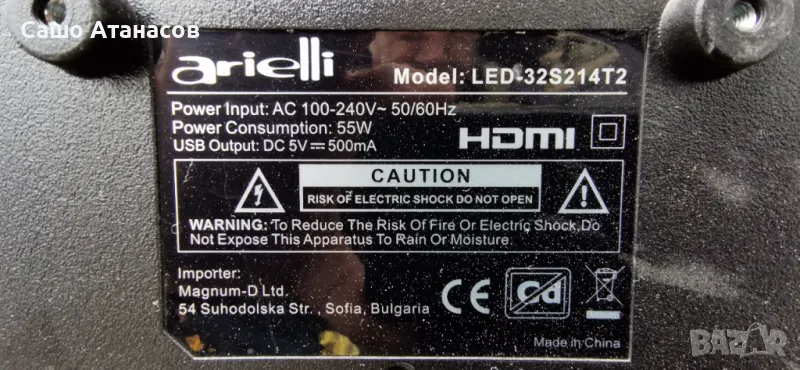 Сашо Атанасов
arielli
Model: LED-32S214T2
Power Input: AC 100-240V~ 50/60Hz
Power Consumption: 55W
USB Output: DC 5V⎓500mA
HDMI
CAUTION
RISK OF ELECTRIC SHOCK DO NOT OPEN
WARNING: To Reduce The Risk Of Fire Or Electric Shock,Do
Not Expose This Apparatus To Rain Or Moisture.
Importer:
Magnum-D Ltd.
54 Suhodolska Str. , Sofia, Bulgaria
CE
Cd
Made in China
BAZAR